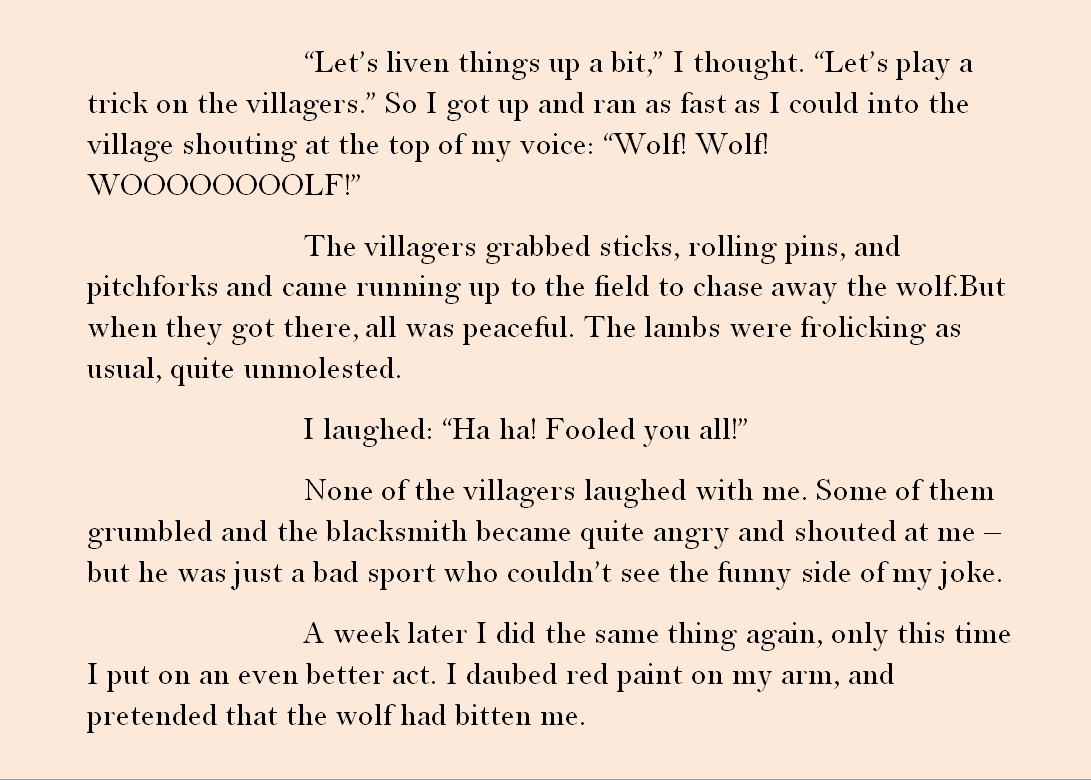 “Let’s liven things up a bit,” I thought. “Let’s play a
trick on the villagers.” So I got up and ran as fast as I could into the
village shouting at the top of my voice: “Wolf! Wolf!
WOOOOOOOOLF!”
The villagers grabbed sticks, rolling pins, and
pitchforks and came running up to the field to chase away the wolf.But
when they got there, all was peaceful. The lambs were frolicking as
usual, quite unmolested.
I laughed: “Ha ha! Fooled you all!”
None of the villagers laughed with me. Some of them
grumbled and the blacksmith became quite angry and shouted at me –
but he was just a bad sport who couldn’t see the funny side of my joke.
A week later I did the same thing again, only this time
I put on an even better act. I daubed red paint on my arm, and
pretended that the wolf had bitten me.